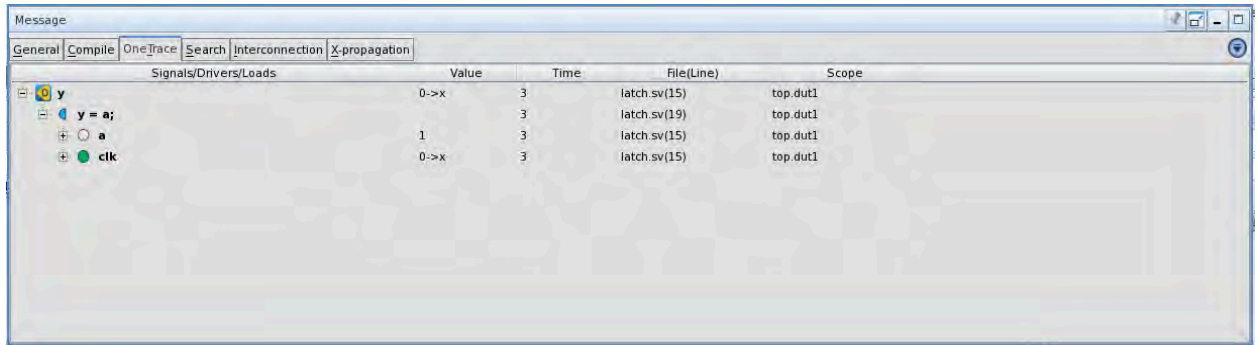 Message
General Compile OneTrace Search Interconnection X-propagation
Signals/Drivers/Loads Value Time File(Line) Scope
y 0->x 3 latch.sv(15) top.dut1
y = a; 3 latch.sv(19) top.dut1
a 1 3 latch.sv(15) top.dut1
clk 0->x 3 latch.sv(15) top.dut1